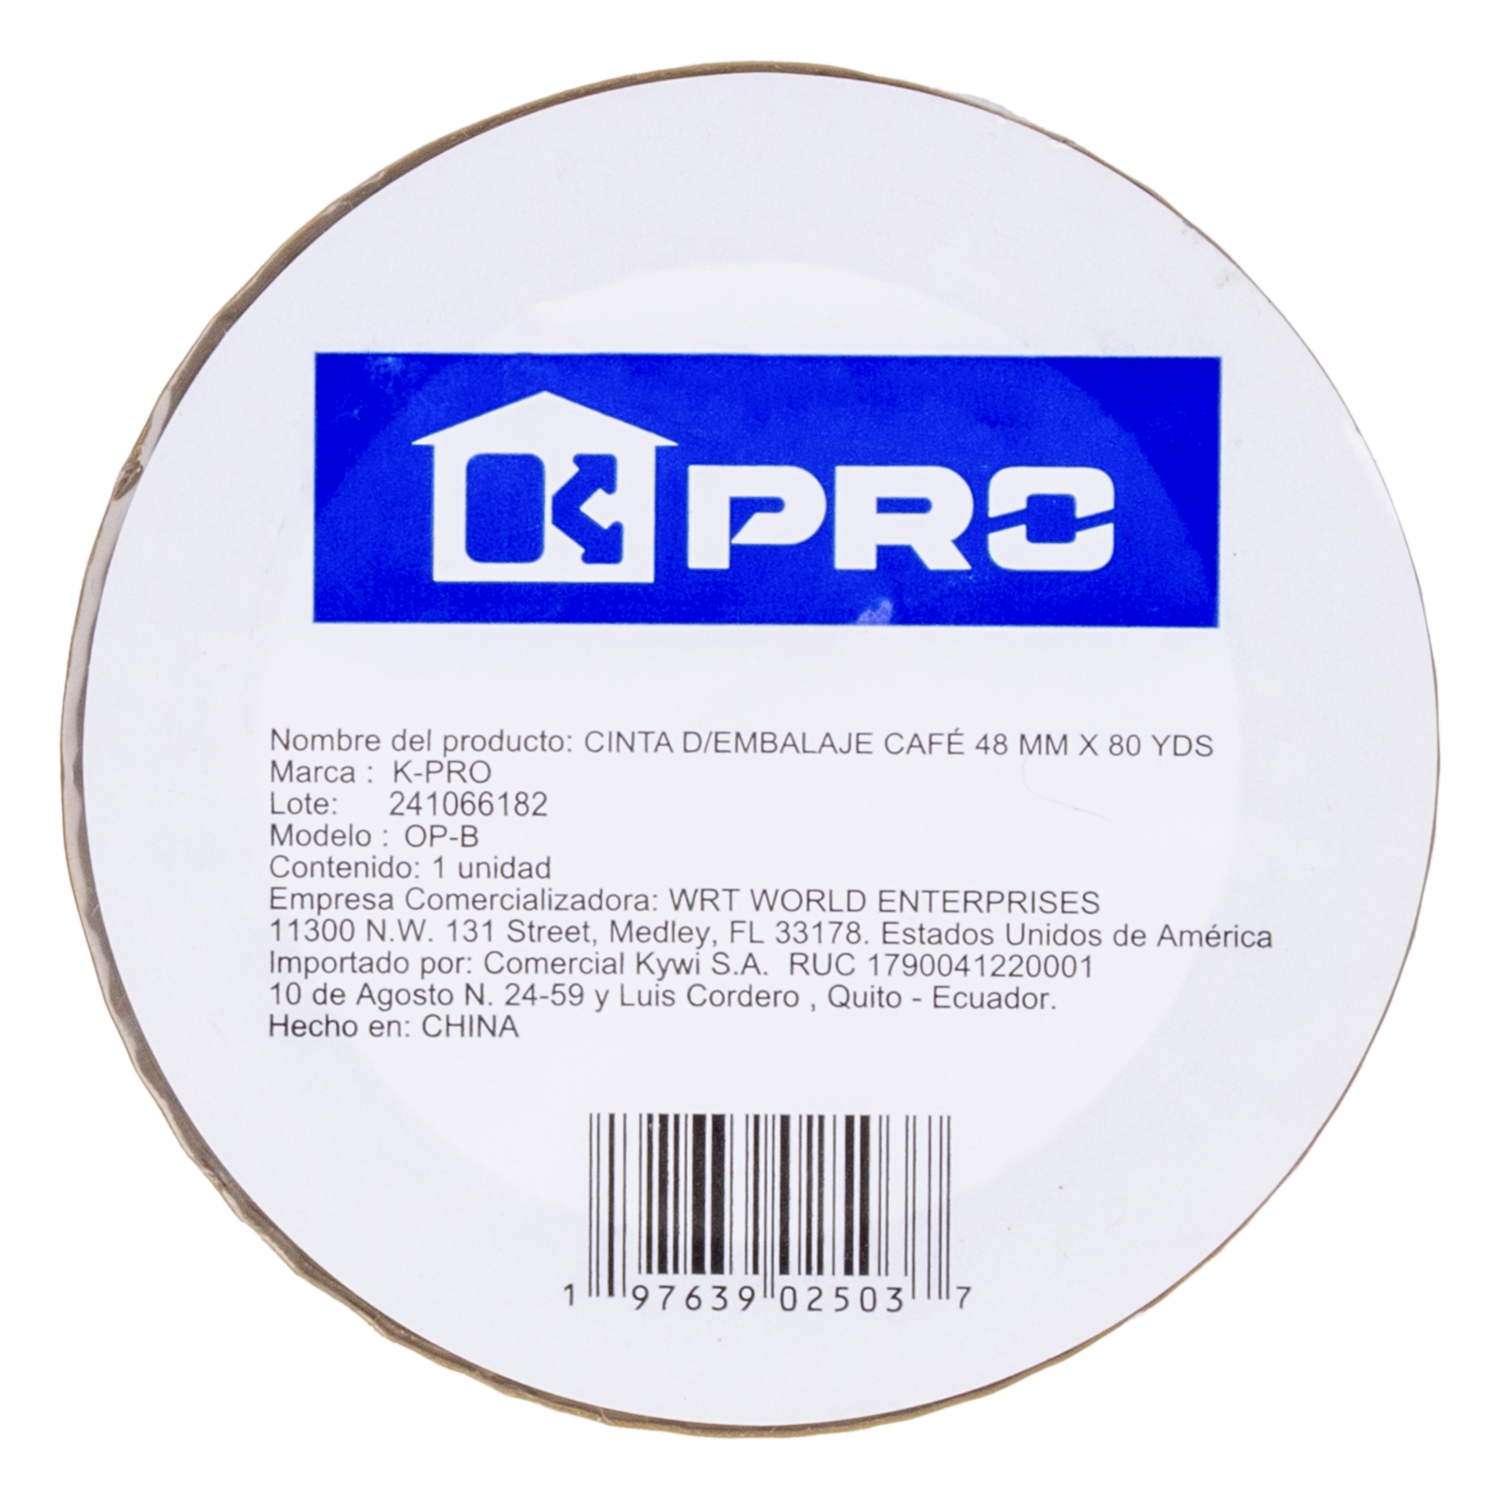 K PRO
Nombre del producto: CINTA D/EMBALAJE CAFÉ 48 MM X 80 YDS
Marca : K-PRO
Lote: 241066182
Modelo : OP-B
Contenido: 1 unidad
Empresa Comercializadora: WRT WORLD ENTERPRISES
11300 N.W. 131 Street, Medley, FL 33178. Estados Unidos de América
Importado por: Comercial Kywi S.A. RUC 1790041220001
10 de Agosto N. 24-59 y Luis Cordero , Quito - Ecuador.
Hecho en: CHINA
1 97639 02503 7